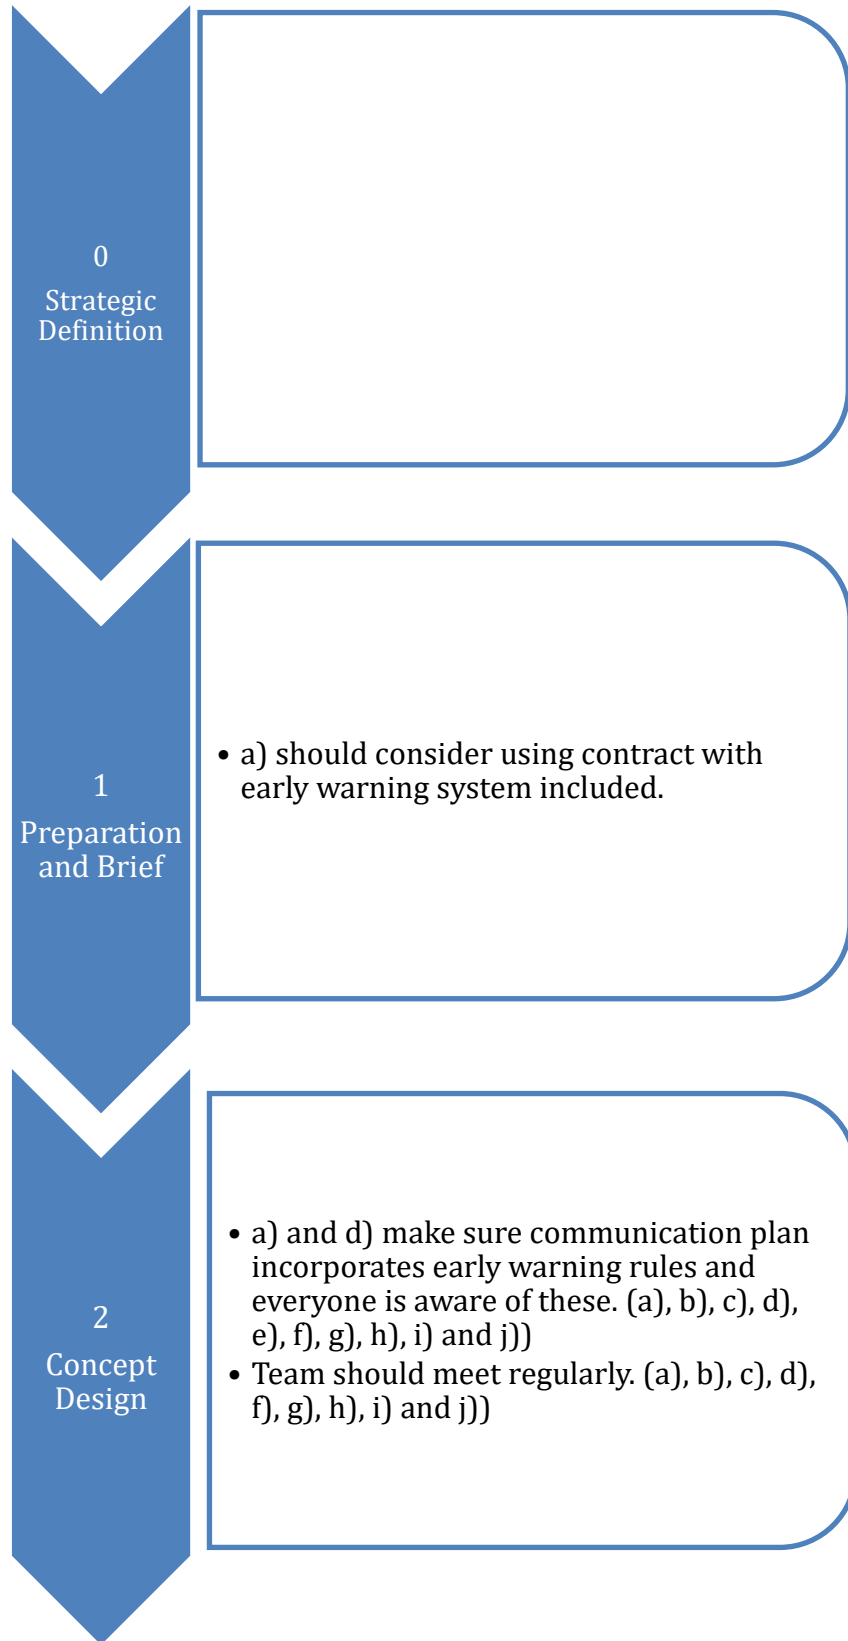 0
Strategic
Definition
1
Preparation
and Brief
• a) should consider using contract with
early warning system included.
2
Concept
Design
• a) and d) make sure communication plan
incorporates early warning rules and
everyone is aware of these. (a), b), c), d),
e), f), g), h), i) and j))
• Team should meet regularly. (a), b), c), d),
f), g), h), i) and j))